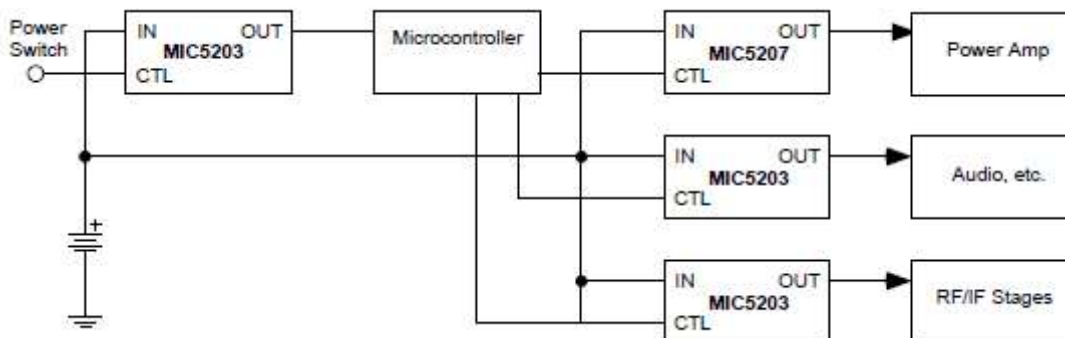 Power
Switch
IN OUT
MIC5203
CTL
Microcontroller
IN OUT
MIC5207
CTL
Power Amp
IN OUT
MIC5203
CTL
Audio, etc.
+
IN OUT
MIC5203
CTL
RF/IF Stages